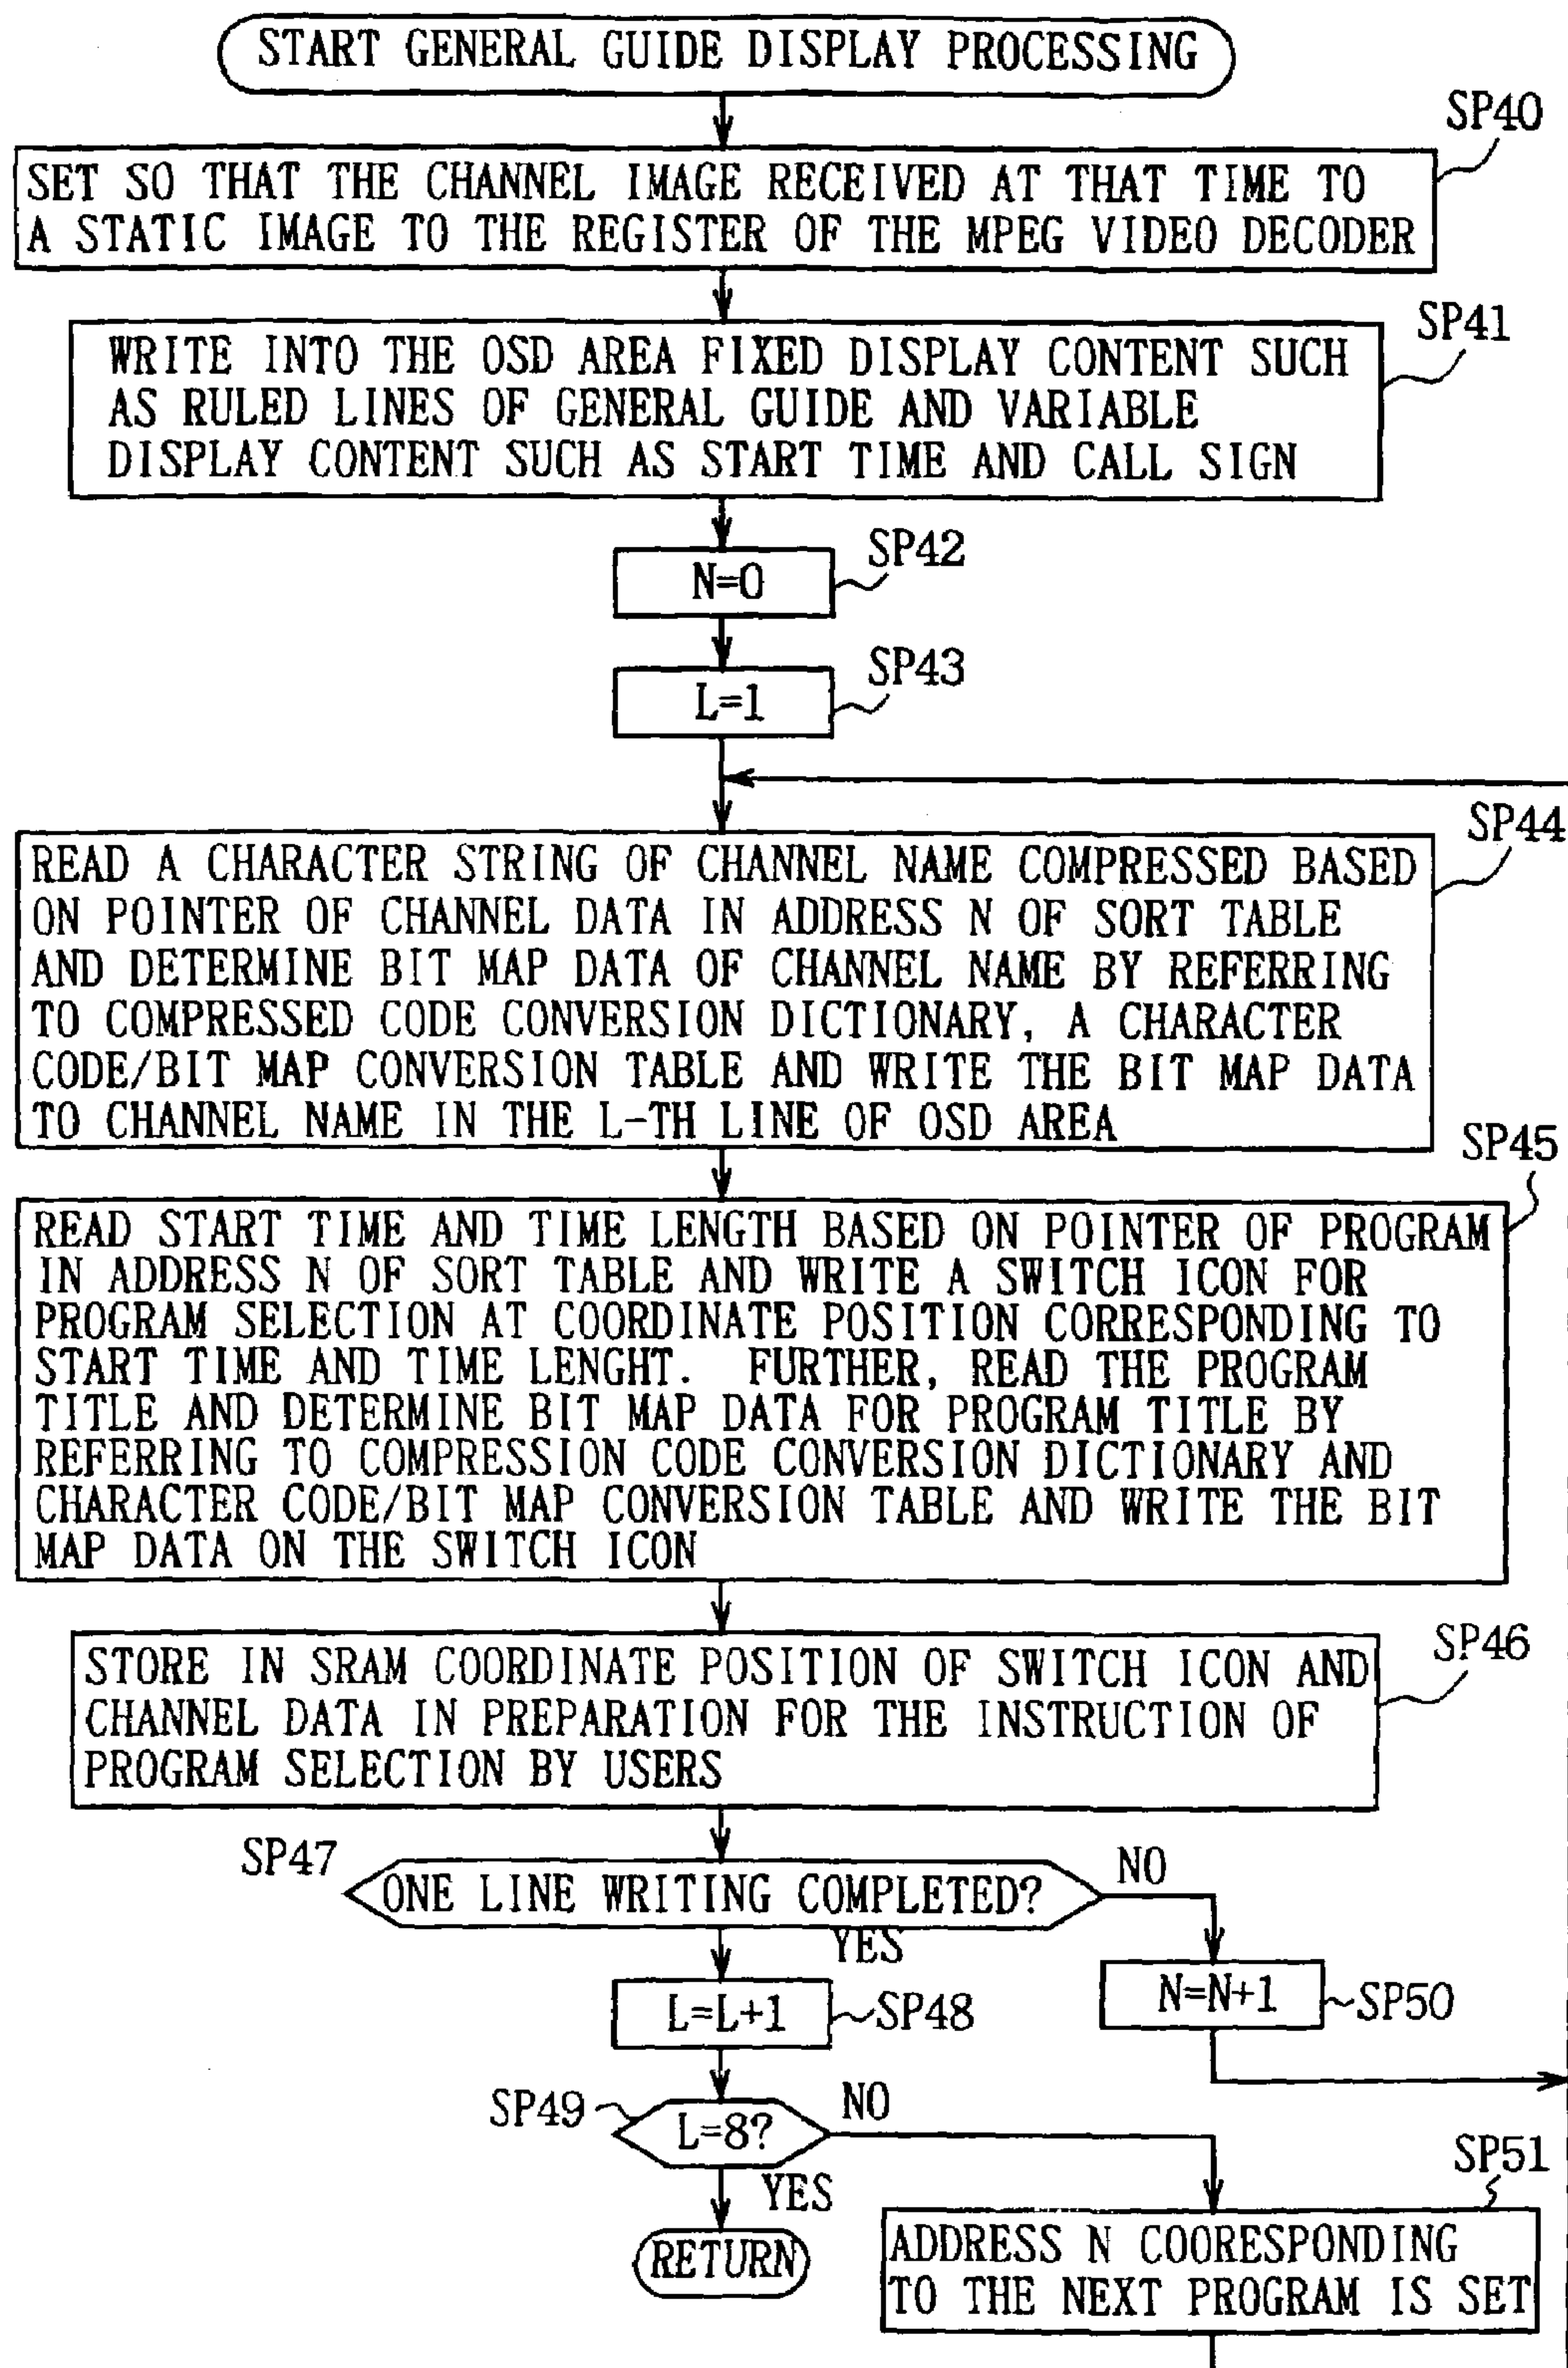 START GENERAL GUIDE DISPLAY PROCESSING
SP40
SET SO THAT THE CHANNEL IMAGE RECEIVED AT THAT TIME TO
A STATIC IMAGE TO THE REGISTER OF THE MPEG VIDEO DECODER
SP41
WRITE INTO THE OSD AREA FIXED DISPLAY CONTENT SUCH
AS RULED LINES OF GENERAL GUIDE AND VARIABLE
DISPLAY CONTENT SUCH AS START TIME AND CALL SIGN
SP42
N=0
SP43
L=1
SP44
READ A CHARACTER STRING OF CHANNEL NAME COMPRESSED BASED
ON POINTER OF CHANNEL DATA IN ADDRESS N OF SORT TABLE
AND DETERMINE BIT MAP DATA OF CHANNEL NAME BY REFERRING
TO COMPRESSED CODE CONVERSION DICTIONARY, A CHARACTER
CODE/BIT MAP CONVERSION TABLE AND WRITE THE BIT MAP DATA
TO CHANNEL NAME IN THE L-TH LINE OF OSD AREA
SP45
READ START TIME AND TIME LENGTH BASED ON POINTER OF PROGRAM
IN ADDRESS N OF SORT TABLE AND WRITE A SWITCH ICON FOR
PROGRAM SELECTION AT COORDINATE POSITION CORRESPONDING TO
START TIME AND TIME LENGHT. FURTHER, READ THE PROGRAM
TITLE AND DETERMINE BIT MAP DATA FOR PROGRAM TITLE BY
REFERRING TO COMPRESSION CODE CONVERSION DICTIONARY AND
CHARACTER CODE/BIT MAP CONVERSION TABLE AND WRITE THE BIT
MAP DATA ON THE SWITCH ICON
SP46
STORE IN SRAM COORDINATE POSITION OF SWITCH ICON AND
CHANNEL DATA IN PREPARATION FOR THE INSTRUCTION OF
PROGRAM SELECTION BY USERS
SP47
ONE LINE WRITING COMPLETED?
NO
YES
L=L+1
SP48
N=N+1
SP50
SP49
L=8?
NO
YES
RETURN
SP51
ADDRESS N COORESPONDING
TO THE NEXT PROGRAM IS SET